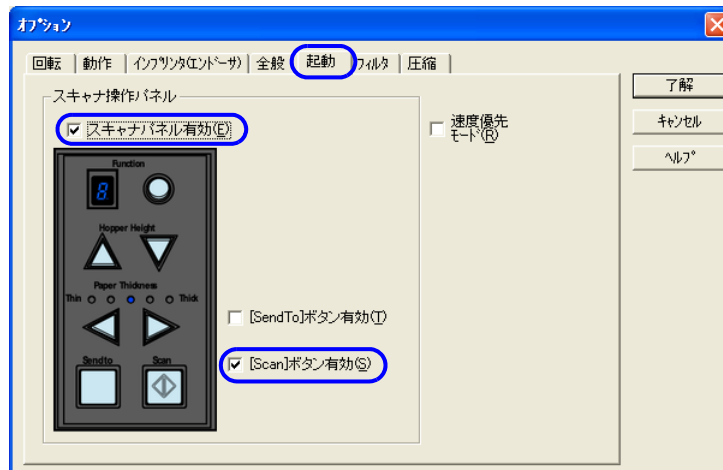 オプション
回転 動作 インプリンタ(エンドーサ) 全般 起動 フィルタ 圧縮
了解
キャンセル
ヘルプ
スキャナ操作パネル
スキャナパネル有効(E)
速度優先
モード(R)
Function
8
Hopper Height
Paper Thickness
Thin Thick
[SendTo]ボタン有効(T)
Sendto Scan
[Scan]ボタン有効(S)